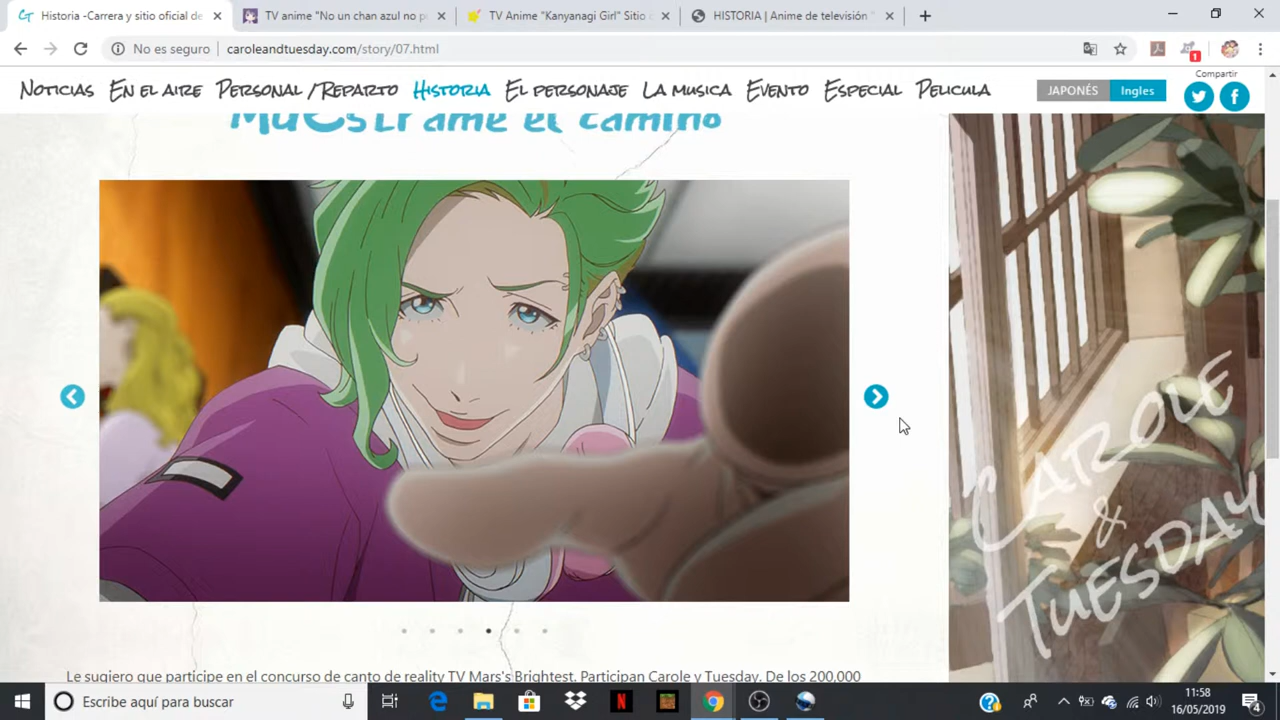 Historia -Carrera y sitio oficial de
TV anime "No un chan azul no p
TV Anime "Kanyanagi Girl" Sitio
HISTORIA | Anime de televisión "
No es seguro
caroleandtuesday.com/story/07.html
Noticias
En el aire
Personal /Reparto
Historia
El personaje
La musica
Evento
Especial
Pelicula
JAPONÉS
Ingles
Compartir
Muéstrame el camino
CAROLE
&
TUESDAY
Le sugiero que participe en el concurso de canto de reality TV Mars's Brightest. Participan Carole y Tuesday. De los 200,000
Escribe aquí para buscar
11:58
16/05/2019
1
4